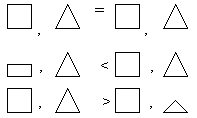 □, △ = □, △
▭, △ < □, △
□, △ > □, △